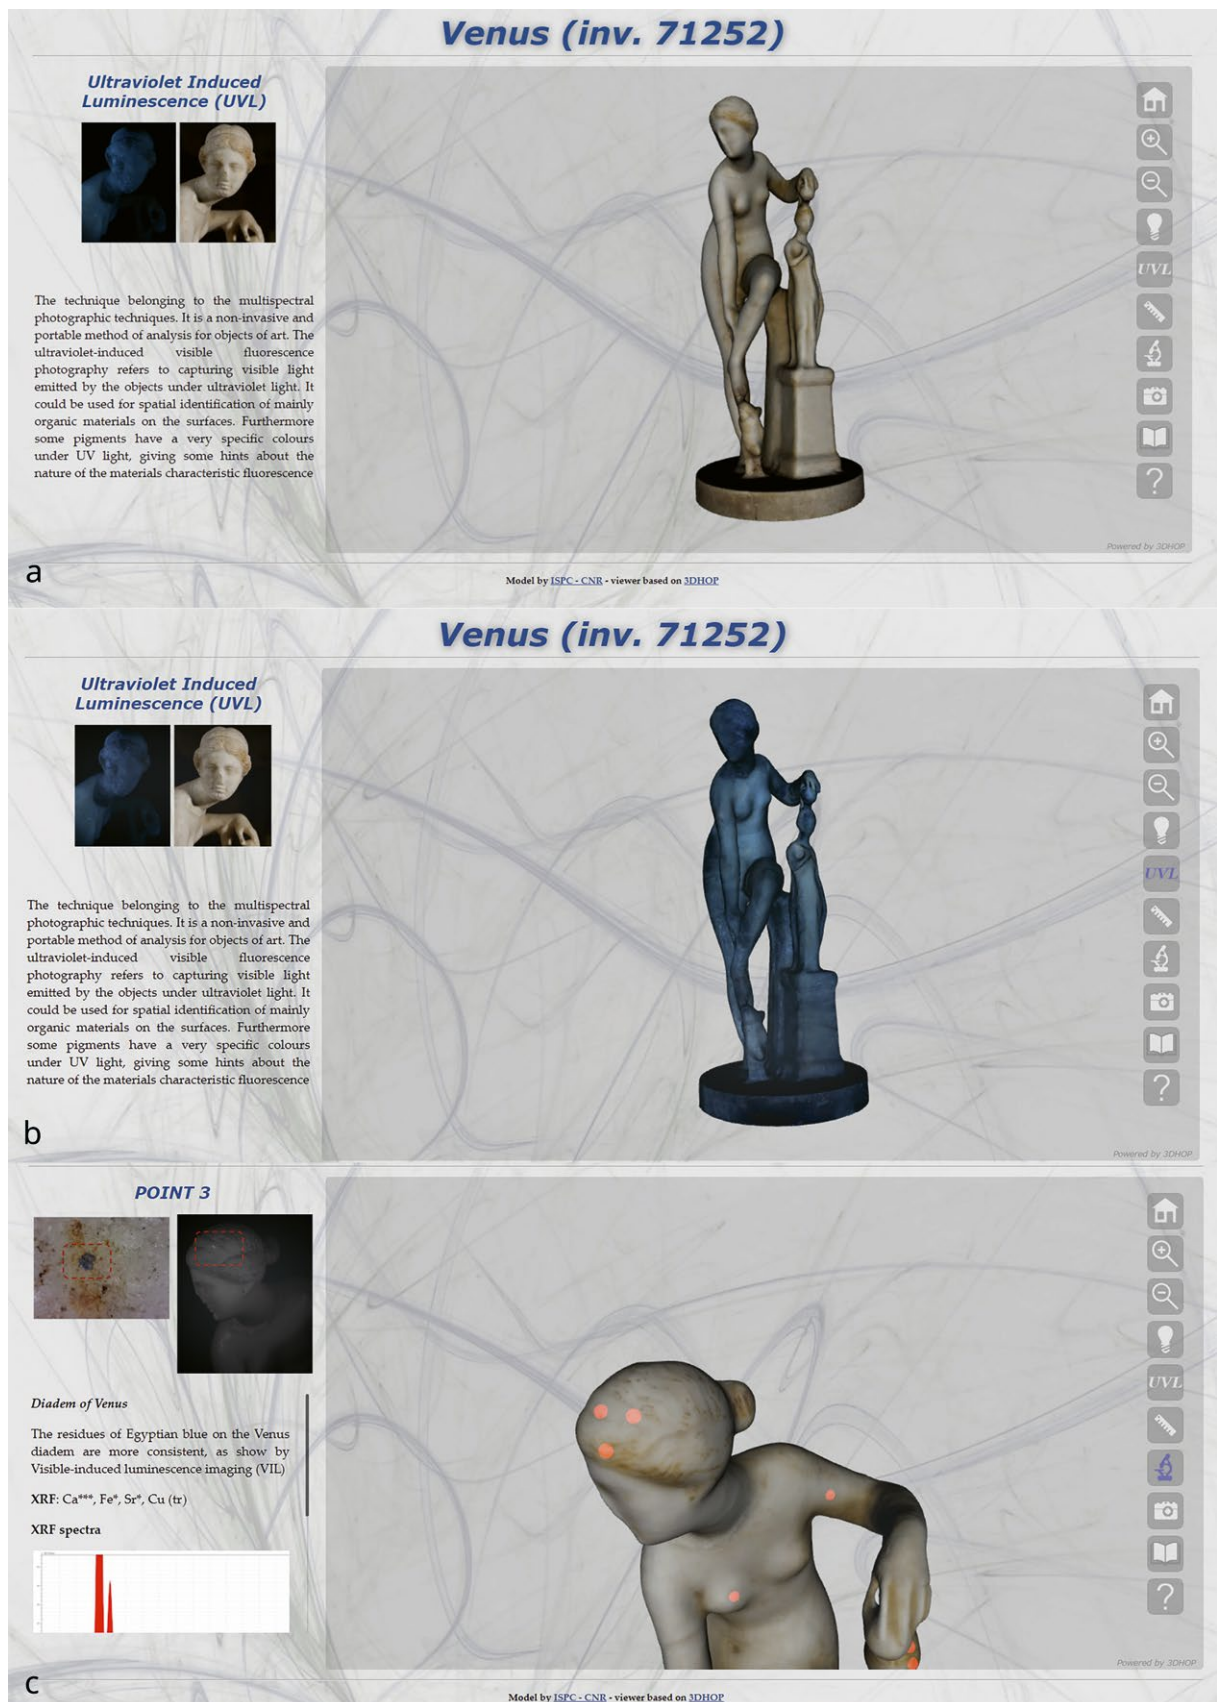 Venus (inv. 71252)
Ultraviolet Induced
Luminescence (UVL)
The technique belonging to the multispectral
photographic techniques. It is a non-invasive and
portable method of analysis for objects of art. The
ultraviolet-induced visible fluorescence
photography refers to capturing visible light
emitted by the objects under ultraviolet light. It
could be used for spatial identification of mainly
organic materials on the surfaces. Furthermore
some pigments have a very specific colours
under UV light, giving some hints about the
nature of the materials characteristic fluorescence
UVL
?
Powered by 3DHOP
a
Model by ISPC - CNR - viewer based on 3DHOP
Venus (inv. 71252)
Ultraviolet Induced
Luminescence (UVL)
The technique belonging to the multispectral
photographic techniques. It is a non-invasive and
portable method of analysis for objects of art. The
ultraviolet-induced visible fluorescence
photography refers to capturing visible light
emitted by the objects under ultraviolet light. It
could be used for spatial identification of mainly
organic materials on the surfaces. Furthermore
some pigments have a very specific colours
under UV light, giving some hints about the
nature of the materials characteristic fluorescence
UVL
?
Powered by 3DHOP
b
POINT 3
Diadem of Venus
The residues of Egyptian blue on the Venus
diadem are more consistent, as show by
Visible-induced luminescence imaging (VIL)
XRF: Ca***, Fe*, Sr*, Cu (tr)
XRF spectra
UVL
?
Powered by 3DHOP
c
Model by ISPC - CNR - viewer based on 3DHOP